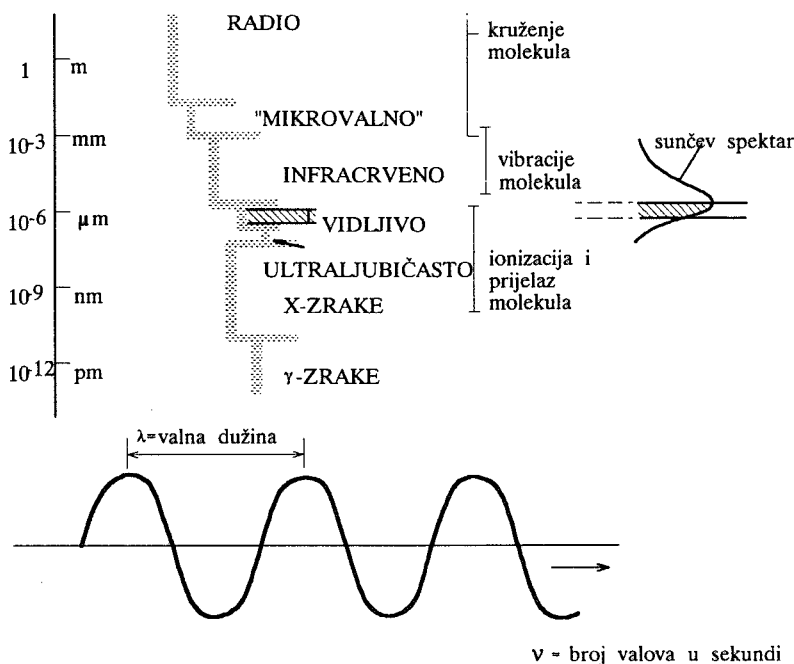 RADIO
kruženje
molekula
1 m
"MIKROVALNO"
10-3 mm
sunčev spektar
vibracije
molekula
INFRACRVENO
10-6 μm
VIDLJIVO
ULTRALJUBIČASTO
ionizacija i
prijelaz
molekula
10-9 nm
X-ZRAKE
10-12 pm
γ-ZRAKE
λ=valna dužina
ν - broj valova u sekundi